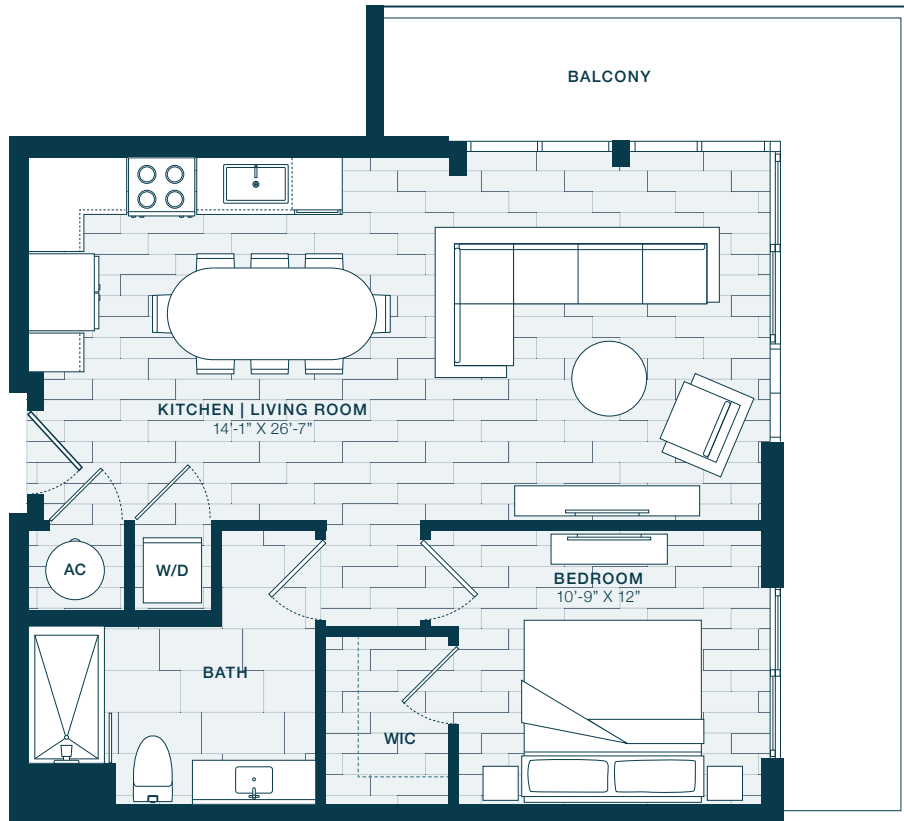 BALCONY
KITCHEN | LIVING ROOM
14’-1” X 26’-7”
AC
W/D
BEDROOM
10’-9” X 12”
BATH
WIC